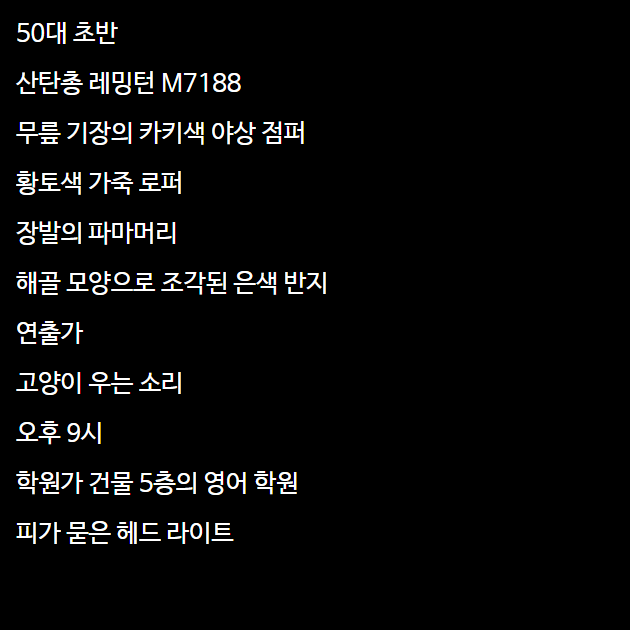 50대 초반
산탄총 레밍턴 M7188
무릎 기장의 카키색 야상 점퍼
황토색 가죽 로퍼
장발의 파마머리
해골 모양으로 조각된 은색 반지
연출가
고양이 우는 소리
오후 9시
학원가 건물 5층의 영어 학원
피가 묻은 헤드 라이트